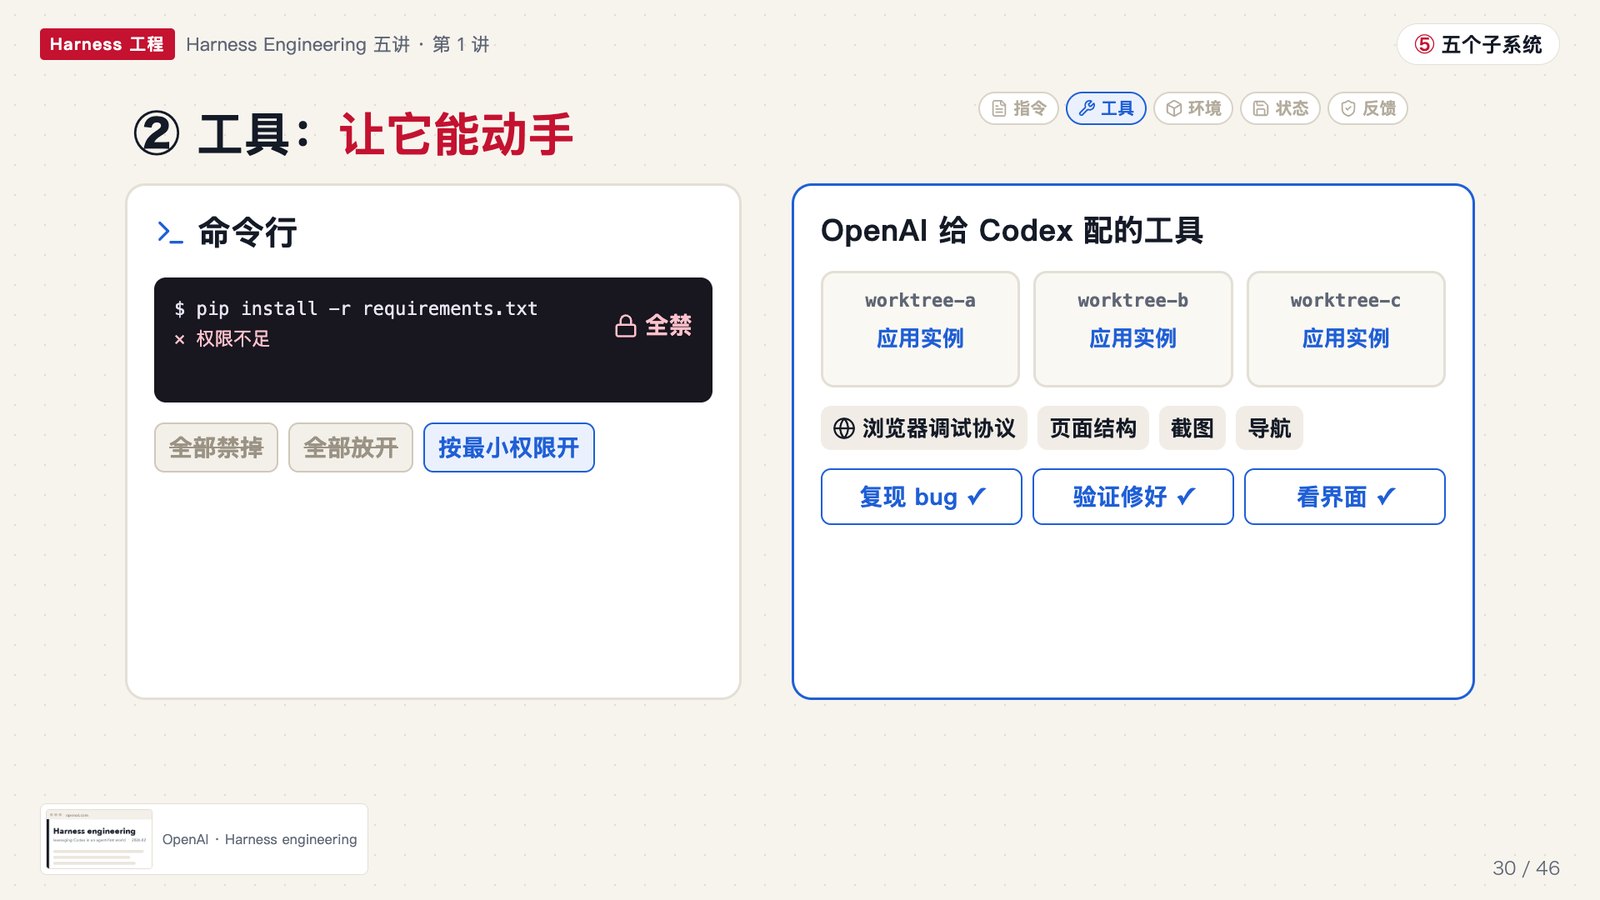 Harness 工程
Harness Engineering 五讲 · 第 1 讲
⑤ 五个子系统
指令
工具
环境
状态
反馈
② 工具：让它能动手
命令行
$ pip install -r requirements.txt
× 权限不足
全禁
全部禁掉
全部放开
按最小权限开
OpenAI 给 Codex 配的工具
worktree-a
应用实例
worktree-b
应用实例
worktree-c
应用实例
浏览器调试协议
页面结构
截图
导航
复现 bug ✓
验证修好 ✓
看界面 ✓
Harness engineering
OpenAI · Harness engineering
30 / 46